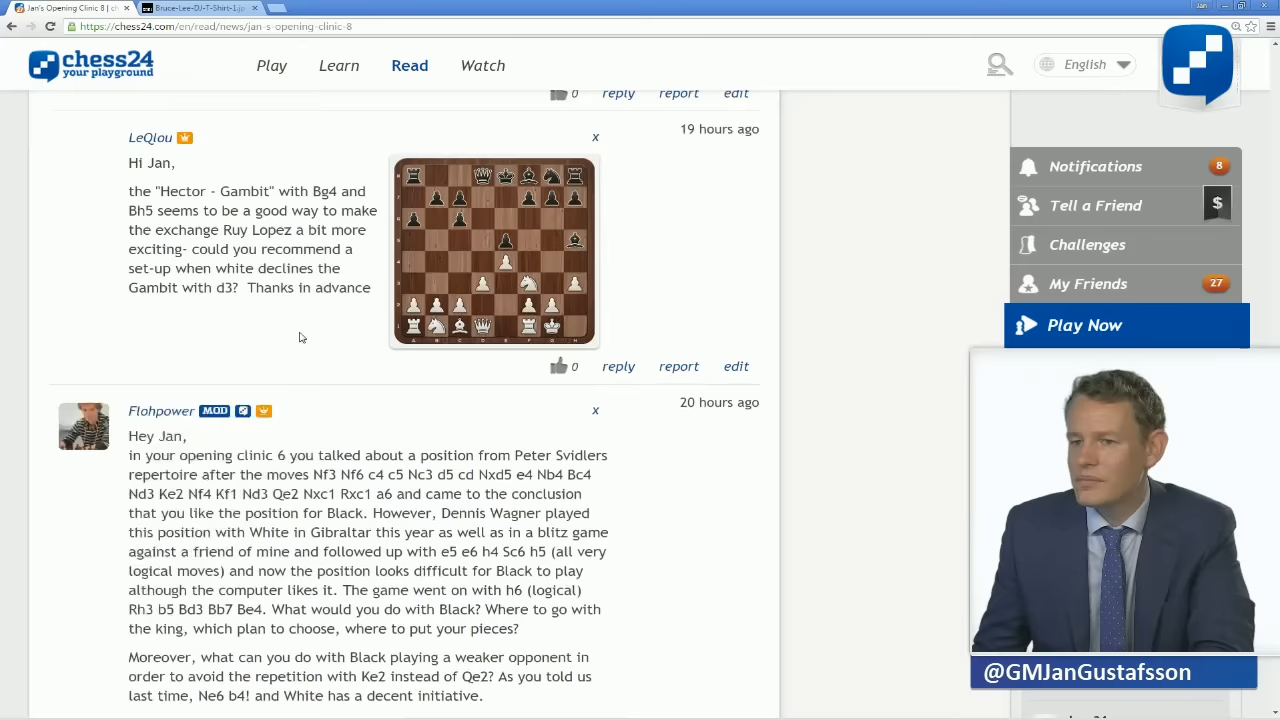 Jan's Opening Clinic 8 | ch
Bruce-Lee-DJ-T-Shirt-1.jp
Jan
https://chess24.com/en/read/news/jan-s-opening-clinic-8
chess24
your playground
Play
Learn
Read
Watch
English
0 reply report edit
LeQlou
x
19 hours ago
Hi Jan,
the "Hector - Gambit" with Bg4 and
Bh5 seems to be a good way to make
the exchange Ruy Lopez a bit more
exciting- could you recommend a
set-up when white declines the
Gambit with d3? Thanks in advance
0 reply report edit
Flohpower MOD
x
20 hours ago
Hey Jan,
in your opening clinic 6 you talked about a position from Peter Svidlers
repertoire after the moves Nf3 Nf6 c4 c5 Nc3 d5 cd Nxd5 e4 Nb4 Bc4
Nd3 Ke2 Nf4 Kf1 Nd3 Qe2 Nxc1 Rxc1 a6 and came to the conclusion
that you like the position for Black. However, Dennis Wagner played
this position with White in Gibraltar this year as well as in a blitz game
against a friend of mine and followed up with e5 e6 h4 Sc6 h5 (all very
logical moves) and now the position looks difficult for Black to play
although the computer likes it. The game went on with h6 (logical)
Rh3 b5 Bd3 Bb7 Be4. What would you do with Black? Where to go with
the king, which plan to choose, where to put your pieces?
Moreover, what can you do with Black playing a weaker opponent in
order to avoid the repetition with Ke2 instead of Qe2? As you told us
last time, Ne6 b4! and White has a decent initiative.
Notifications 8
Tell a Friend $
Challenges
My Friends 27
Play Now
@GMJanGustafsson